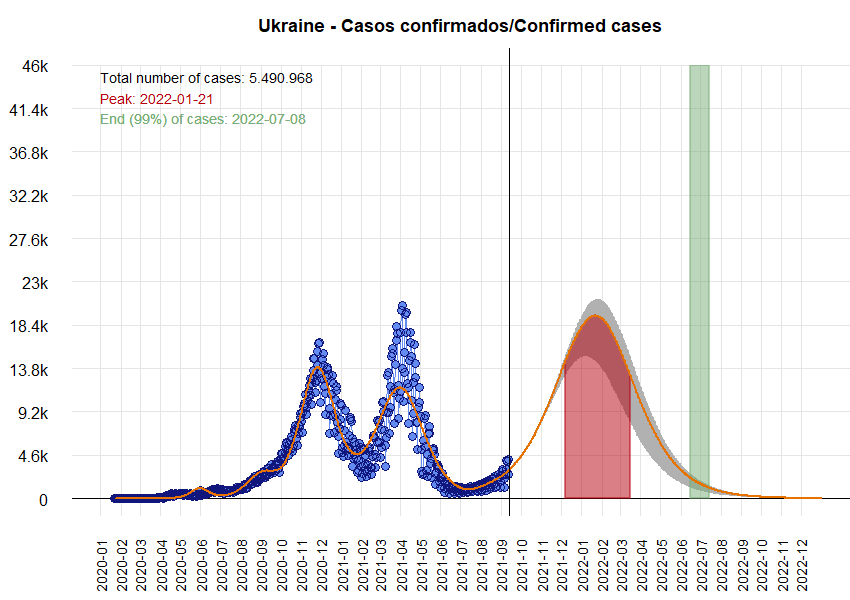 Ukraine - Casos confirmados/Confirmed cases
46k
Total number of cases: 5.490.968
Peak: 2022-01-21
End (99%) of cases: 2022-07-08
41.4k
36.8k
32.2k
27.6k
23k
18.4k
13.8k
9.2k
4.6k
0
2020-01
2020-02
2020-03
2020-04
2020-05
2020-06
2020-07
2020-08
2020-09
2020-10
2020-11
2020-12
2021-01
2021-02
2021-03
2021-04
2021-05
2021-06
2021-07
2021-08
2021-09
2021-10
2021-11
2021-12
2022-01
2022-02
2022-03
2022-04
2022-05
2022-06
2022-07
2022-08
2022-09
2022-10
2022-11
2022-12